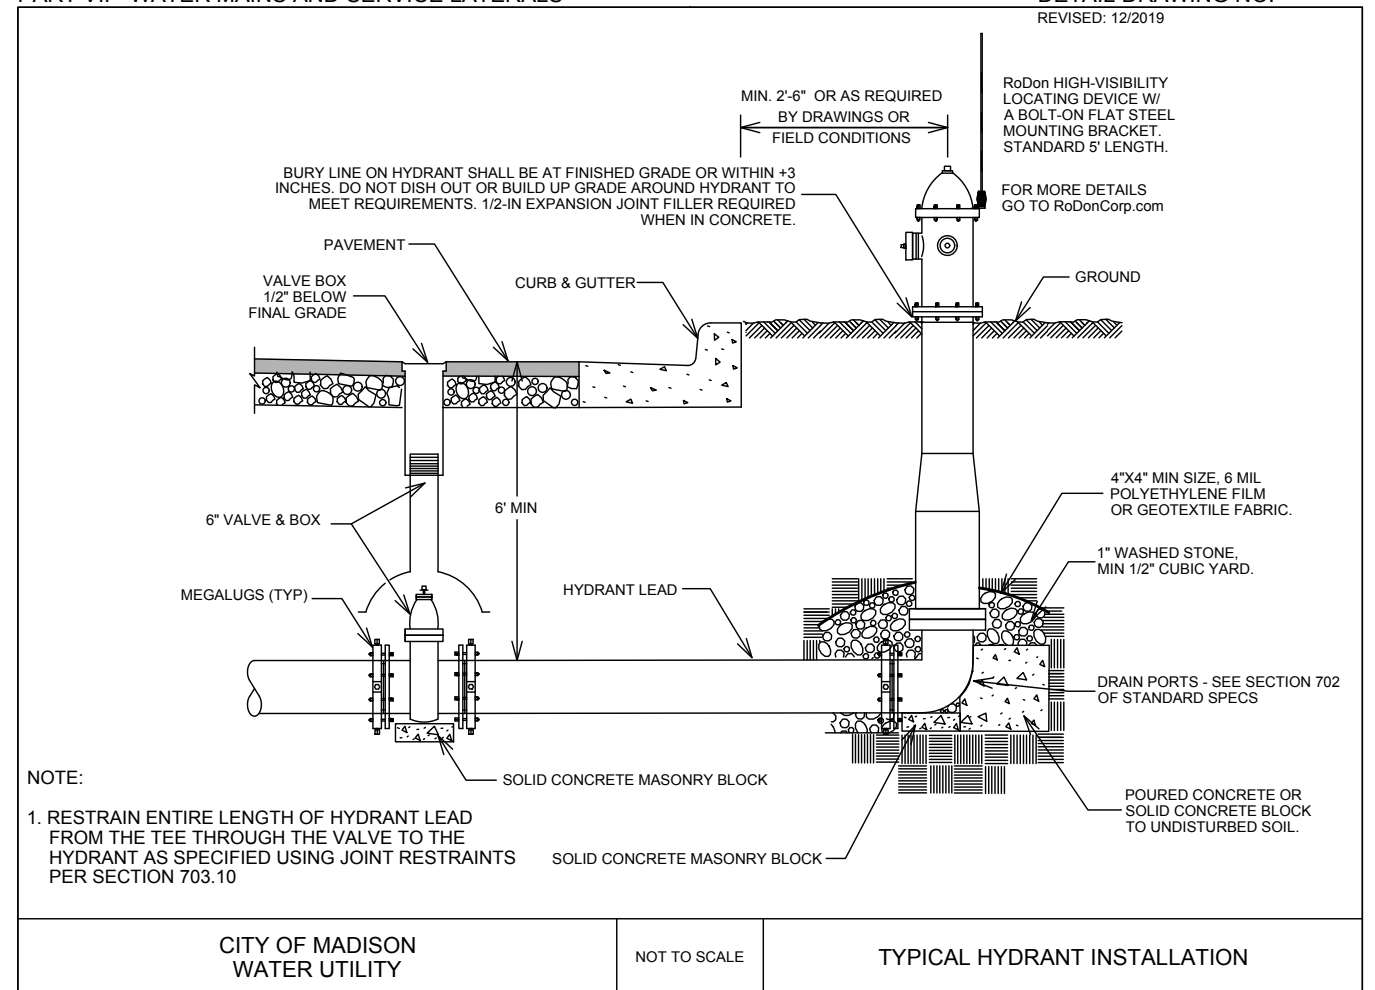 REVISED: 12/2019
RoDon HIGH-VISIBILITY
LOCATING DEVICE W/
A BOLT-ON FLAT STEEL
MOUNTING BRACKET.
STANDARD 5' LENGTH.
FOR MORE DETAILS
GO TO RoDonCorp.com
MIN. 2'-6" OR AS REQUIRED
BY DRAWINGS OR
FIELD CONDITIONS
BURY LINE ON HYDRANT SHALL BE AT FINISHED GRADE OR WITHIN +3
INCHES. DO NOT DISH OUT OR BUILD UP GRADE AROUND HYDRANT TO
MEET REQUIREMENTS. 1/2-IN EXPANSION JOINT FILLER REQUIRED
WHEN IN CONCRETE.
PAVEMENT
VALVE BOX
1/2" BELOW
FINAL GRADE
CURB & GUTTER
GROUND
6' MIN
6" VALVE & BOX
MEGALUGS (TYP)
HYDRANT LEAD
4"X4" MIN SIZE, 6 MIL
POLYETHYLENE FILM
OR GEOTEXTILE FABRIC.
1" WASHED STONE,
MIN 1/2" CUBIC YARD.
DRAIN PORTS - SEE SECTION 702
OF STANDARD SPECS
SOLID CONCRETE MASONRY BLOCK
POURED CONCRETE OR
SOLID CONCRETE BLOCK
TO UNDISTURBED SOIL.
SOLID CONCRETE MASONRY BLOCK
NOTE:
1. RESTRAIN ENTIRE LENGTH OF HYDRANT LEAD
FROM THE TEE THROUGH THE VALVE TO THE
HYDRANT AS SPECIFIED USING JOINT RESTRAINTS
PER SECTION 703.10
CITY OF MADISON
WATER UTILITY
NOT TO SCALE
TYPICAL HYDRANT INSTALLATION